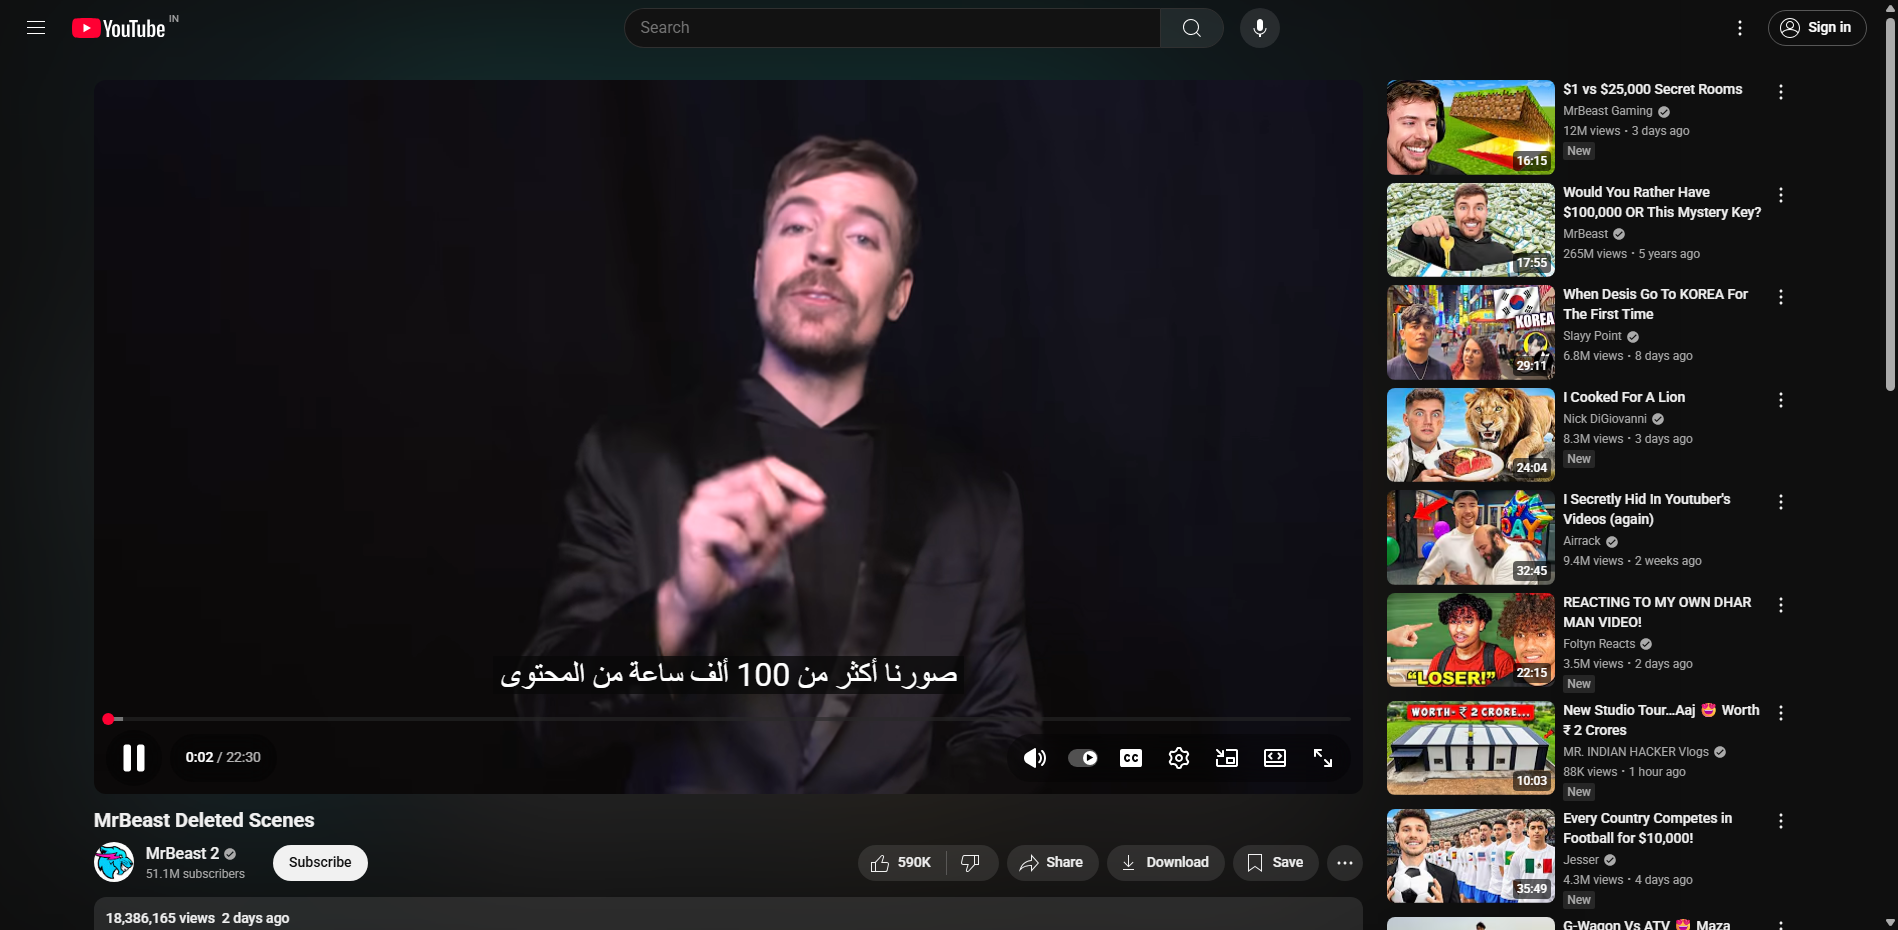 YouTube IN
Search
Sign in
صورنا أكثر من 100 ألف ساعة من المحتوى
0:02 / 22:30
CC
MrBeast Deleted Scenes
MrBeast 2
51.1M subscribers
Subscribe
590K
Share
Download
Save
18,386,165 views 2 days ago
16:15
$1 vs $25,000 Secret Rooms
MrBeast Gaming
12M views • 3 days ago
New
17:55
Would You Rather Have
$100,000 OR This Mystery Key?
MrBeast
265M views • 5 years ago
KOREA
29:11
When Desis Go To KOREA For
The First Time
Slayy Point
6.8M views • 8 days ago
24:04
I Cooked For A Lion
Nick DiGiovanni
8.3M views • 3 days ago
New
DAY
32:45
I Secretly Hid In Youtuber's
Videos (again)
Airrack
9.4M views • 2 weeks ago
"LOSER!"
22:15
REACTING TO MY OWN DHAR
MAN VIDEO!
Foltyn Reacts
3.5M views • 2 days ago
New
WORTH- ₹ 2 CRORE...
10:03
New Studio Tour...Aaj 🤩 Worth
₹ 2 Crores
MR. INDIAN HACKER Vlogs
88K views • 1 hour ago
New
35:49
Every Country Competes in
Football for $10,000!
Jesser
4.3M views • 4 days ago
New
G-Wagon Vs ATV 🤩 Maza